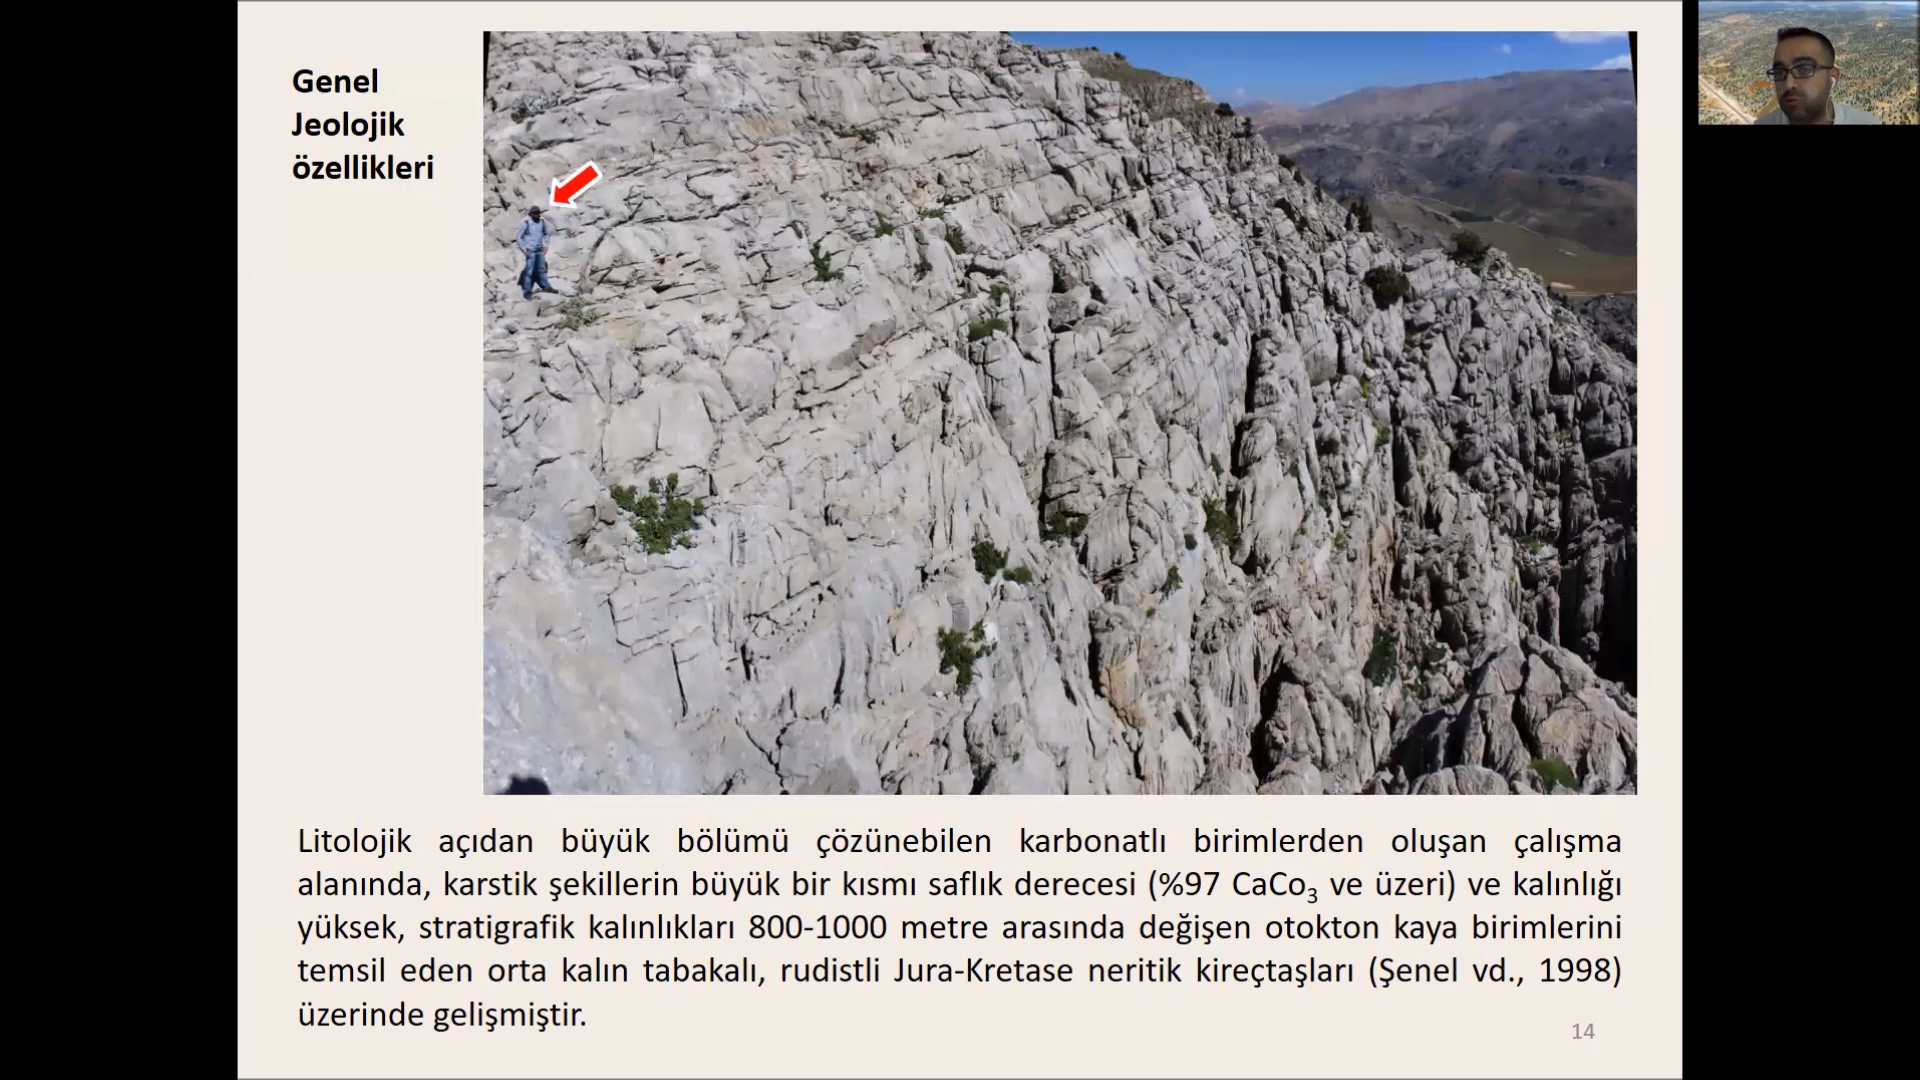 Genel
Jeolojik
özellikleri
Litolojik açıdan büyük bölümü çözünebilen karbonatlı birimlerden oluşan çalışma
alanında, karstik şekillerin büyük bir kısmı saflık derecesi (%97 CaCo₃ ve üzeri) ve kalınlığı
yüksek, stratigrafik kalınlıkları 800-1000 metre arasında değişen otokton kaya birimlerini
temsil eden orta kalın tabakalı, rudistli Jura-Kretase neritik kireçtaşları (Şenel vd., 1998)
üzerinde gelişmiştir.
14